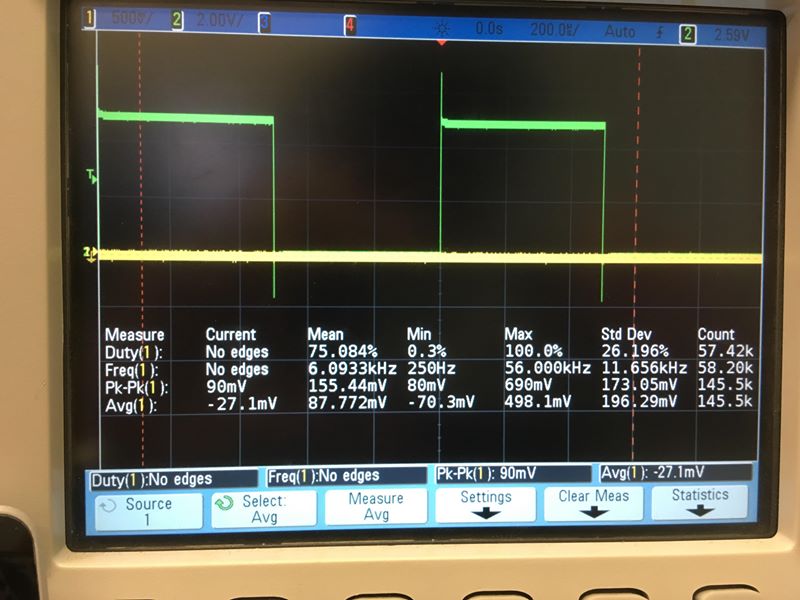 1 500mV/ 2 2.00V/ 3 4 0.0s 200.0s/ Auto 2 2.59V
T
2
Measure Current Mean Min Max Std Dev Count
Duty(1): No edges 75.084% 0.3% 100.0% 26.196% 57.42k
Freq(1): No edges 6.0933kHz 250Hz 56.000kHz 11.656kHz 58.20k
Pk-Pk(1): 90mV 155.44mV 80mV 690mV 173.05mV 145.5k
Avg(1): -27.1mV 87.772mV -70.3mV 498.1mV 196.29mV 145.5k
Duty(1):No edges Freq(1):No edges Pk-Pk(1): 90mV Avg(1): -27.1mV
Source Select: Measure Settings Clear Meas Statistics
1 Avg Avg